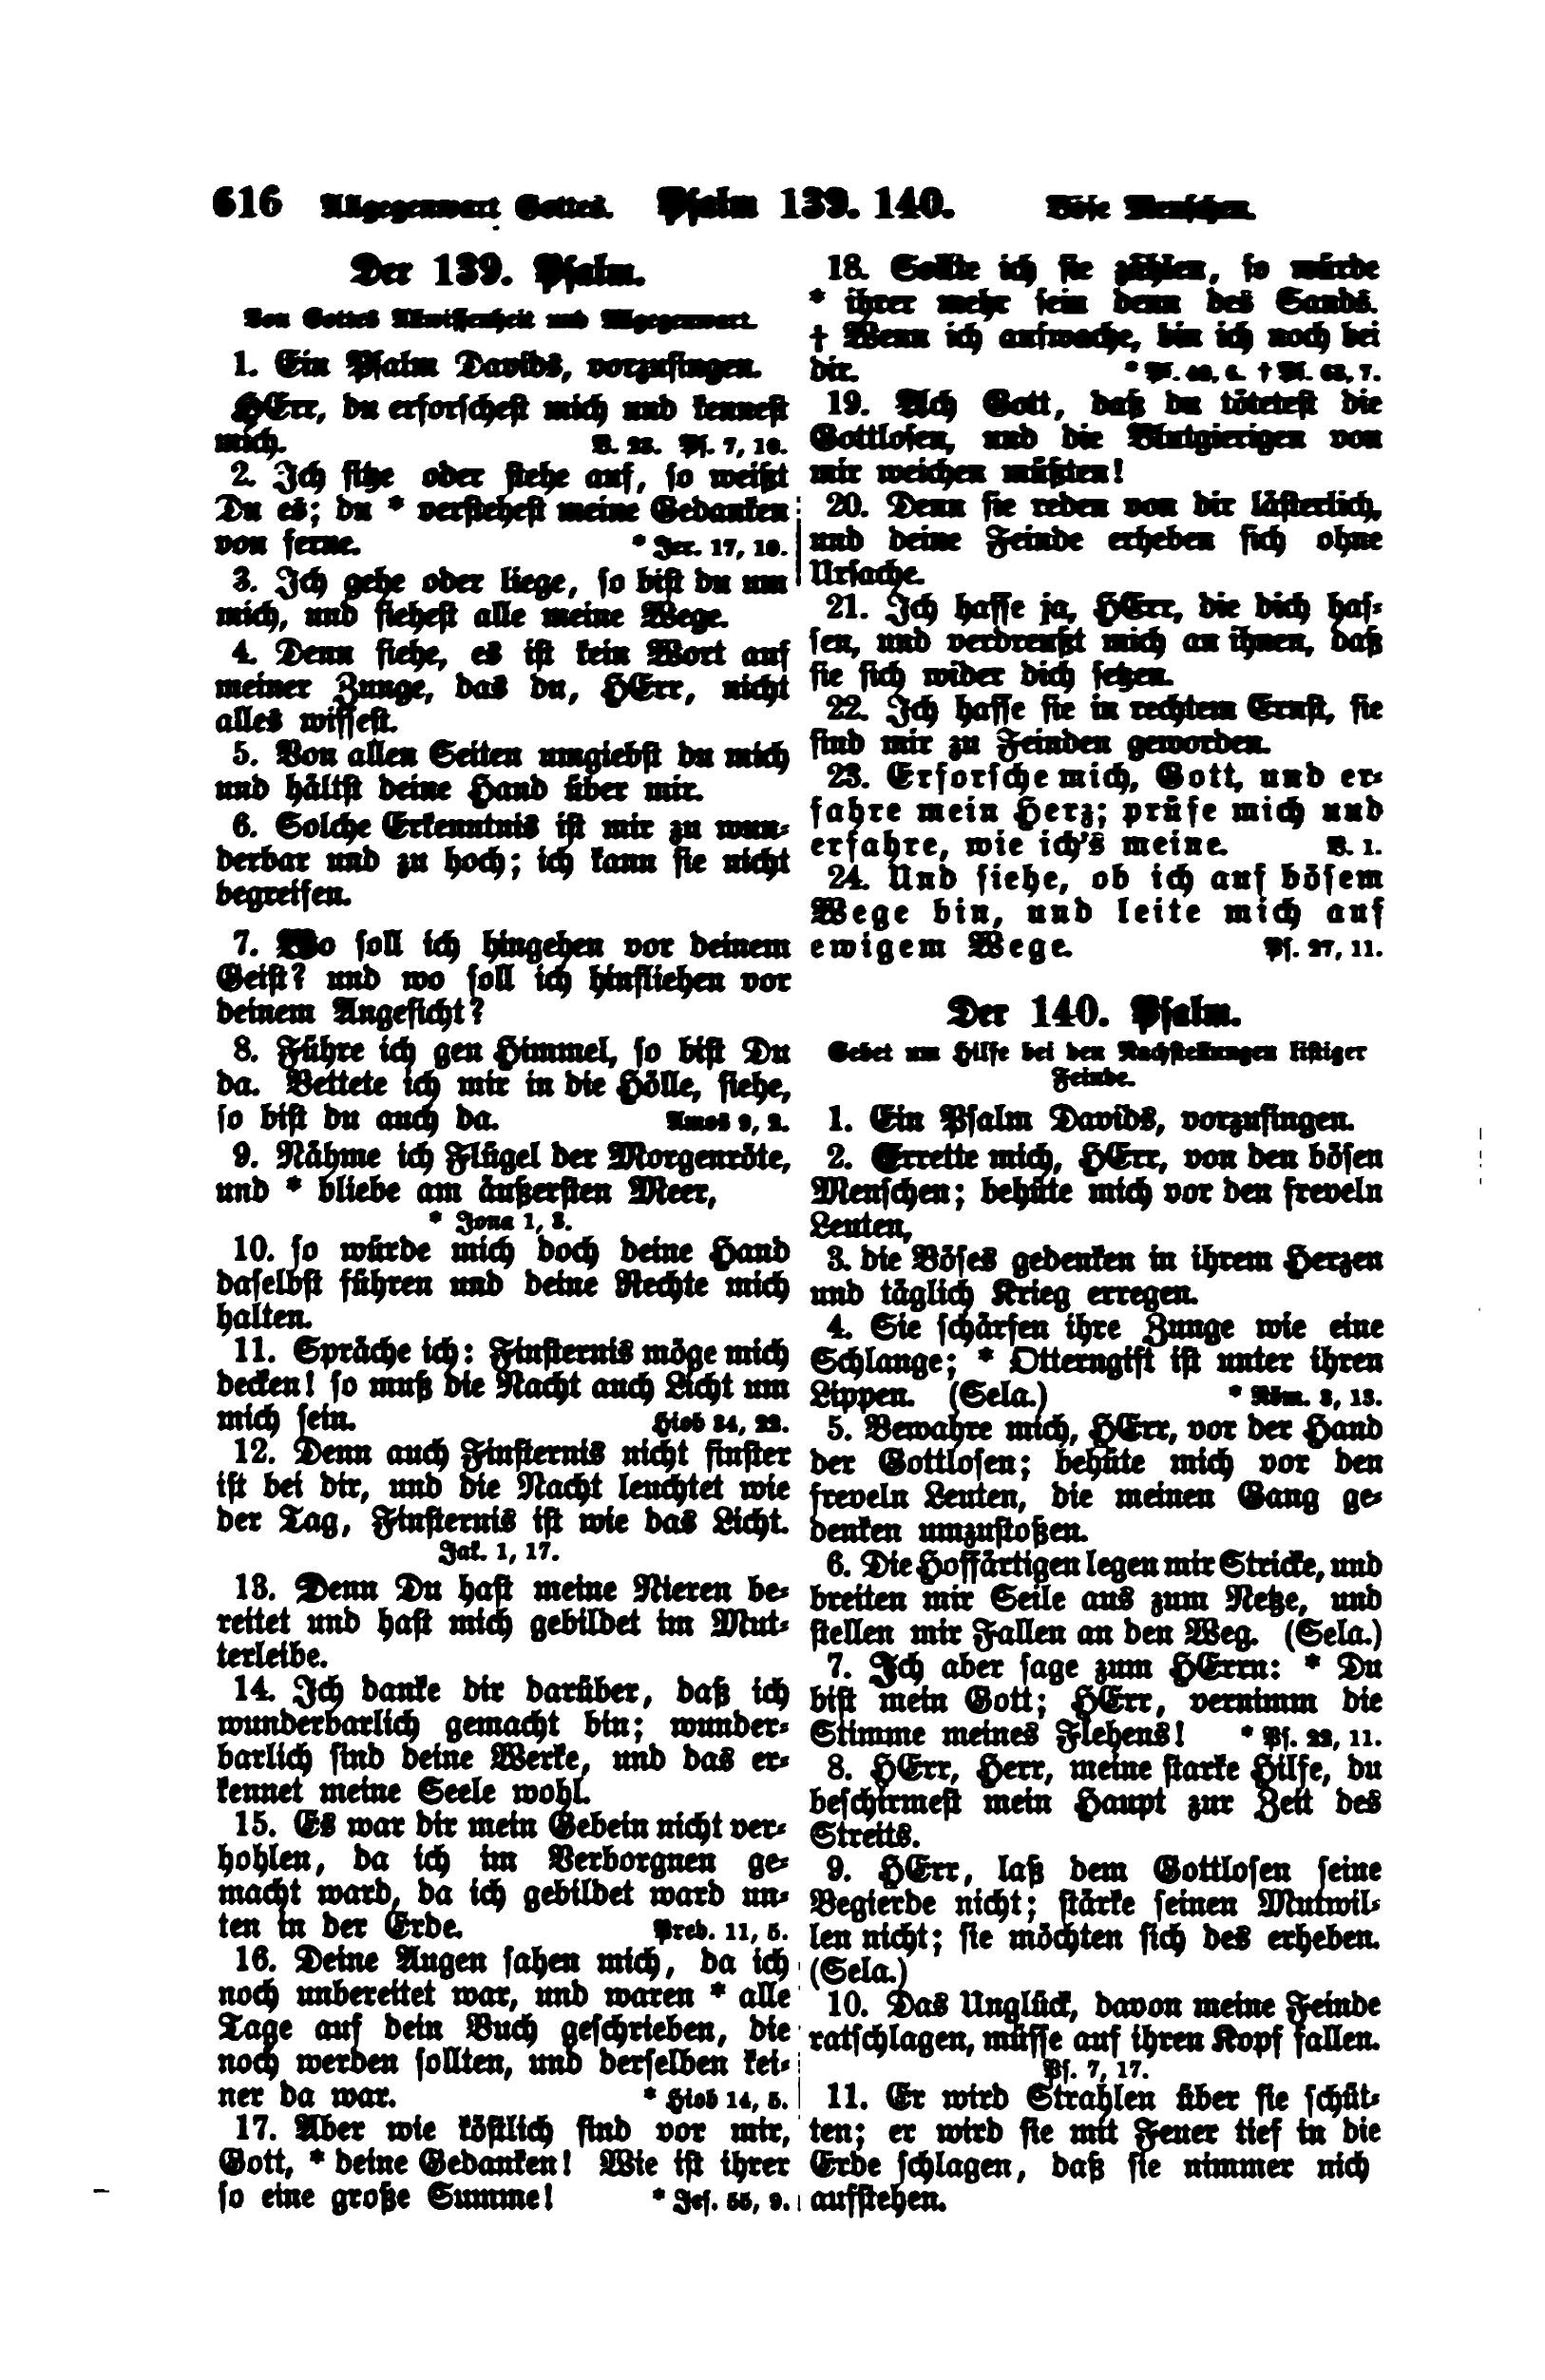 616 Allgegenwart Gottes. Psalm 139. 140. Böse Menschen.
Der 139. Psalm.
Von Gottes Allwissenheit und Allgegenwart.
1. Ein Psalm Davids, vorzusingen.
HErr, du erforschest mich und kennest
mich. V. 23. Ps. 7, 10.
2. Ich sitze oder stehe auf, so weißt
Du es; du * verstehest meine Gedanken
von ferne. * Jer. 17, 10.
3. Ich gehe oder liege, so bist du um
mich, und siehest alle meine Wege.
4. Denn siehe, es ist kein Wort auf
meiner Zunge, das du, HErr, nicht
alles wissest.
5. Von allen Seiten umgiebst du mich
und hältst deine Hand über mir.
6. Solche Erkenntnis ist mir zu wun-
derbar und zu hoch; ich kann sie nicht
begreifen.
7. Wo soll ich hingehen vor deinem
Geist? und wo soll ich hinfliehen vor
deinem Angesicht?
8. Führe ich gen Himmel, so bist Du
da. Bettete ich mir in die Hölle, siehe,
so bist du auch da. Amos 9, 2.
9. Nähme ich Flügel der Morgenröte,
und * bliebe am äußersten Meer,
* Jona 1, 3.
10. so würde mich doch deine Hand
daselbst führen und deine Rechte mich
halten.
11. Spräche ich: Finsternis möge mich
decken! so muß die Nacht auch Licht um
mich sein. Hiob 34, 22.
12. Denn auch Finsternis nicht finster
ist bei dir, und die Nacht leuchtet wie
der Tag, Finsternis ist wie das Licht.
Jak. 1, 17.
13. Denn Du hast meine Nieren be-
reitet und hast mich gebildet im Mut-
terleibe.
14. Ich danke dir darüber, daß ich
wunderbarlich gemacht bin; wunder-
barlich sind deine Werke, und das er-
kennet meine Seele wohl.
15. Es war dir mein Gebein nicht ver-
hohlen, da ich im Verborgnen ge-
macht ward, da ich gebildet ward un-
ten in der Erde. Pred. 11, 5.
16. Deine Augen sahen mich, da ich
noch unbereitet war, und waren * alle
Tage auf dein Buch geschrieben, die
noch werden sollten, und derselben kei-
ner da war. * Hiob 14, 5.
17. Aber wie köstlich sind vor mir,
Gott, * deine Gedanken! Wie ist ihrer
so eine große Summe! * Jes. 55, 9.
18. Sollte ich sie zählen, so würde
* ihrer mehr sein denn des Sands.
† Wenn ich aufwache, bin ich noch bei
dir. * Ps. 40, 6. † Ps. 63, 7.
19. Ach Gott, daß du tötetest die
Gottlosen, und die Blutgierigen von
mir weichen müßten!
20. Denn sie reden von dir lästerlich,
und deine Feinde erheben sich ohne
Ursache.
21. Ich hasse ja, HErr, die dich has-
sen, und verdreußt mich an ihnen, daß
sie sich wider dich setzen.
22. Ich hasse sie in rechtem Ernst, sie
sind mir zu Feinden geworden.
23. Erforsche mich, Gott, und er-
fahre mein Herz; prüfe mich und
erfahre, wie ich's meine. V. 1.
24. Und siehe, ob ich auf bösem
Wege bin, und leite mich auf
ewigem Wege. Ps. 27, 11.
Der 140. Psalm.
Gebet um Hilfe bei den Nachstellungen listiger
Feinde.
1. Ein Psalm Davids, vorzusingen.
2. Errette mich, HErr, von den bösen
Menschen; behüte mich vor den freveln
Leuten,
3. die Böses gedenken in ihrem Herzen
und täglich Krieg erregen.
4. Sie schärfen ihre Zunge wie eine
Schlange; * Otterngift ist unter ihren
Lippen. (Sela.) * Röm. 3, 13.
5. Bewahre mich, HErr, vor der Hand
der Gottlosen; behüte mich vor den
freveln Leuten, die meinen Gang ge-
denken umzustoßen.
6. Die Hoffärtigen legen mir Stricke, und
breiten mir Seile aus zum Netze, und
stellen mir Fallen an den Weg. (Sela.)
7. Ich aber sage zum HErrn: * Du
bist mein Gott; HErr, vernimm die
Stimme meines Flehens! * Ps. 22, 11.
8. HErr, Herr, meine starke Hilfe, du
beschirmest mein Haupt zur Zeit des
Streits.
9. HErr, laß dem Gottlosen seine
Begierde nicht; stärke seinen Mutwil-
len nicht; sie möchten sich des erheben.
(Sela.)
10. Das Unglück, davon meine Feinde
ratschlagen, müsse auf ihren Kopf fallen.
Ps. 7, 17.
11. Er wird Strahlen über sie schüt-
ten; er wird sie mit Feuer tief in die
Erde schlagen, daß sie nimmer nich
aufstehen.